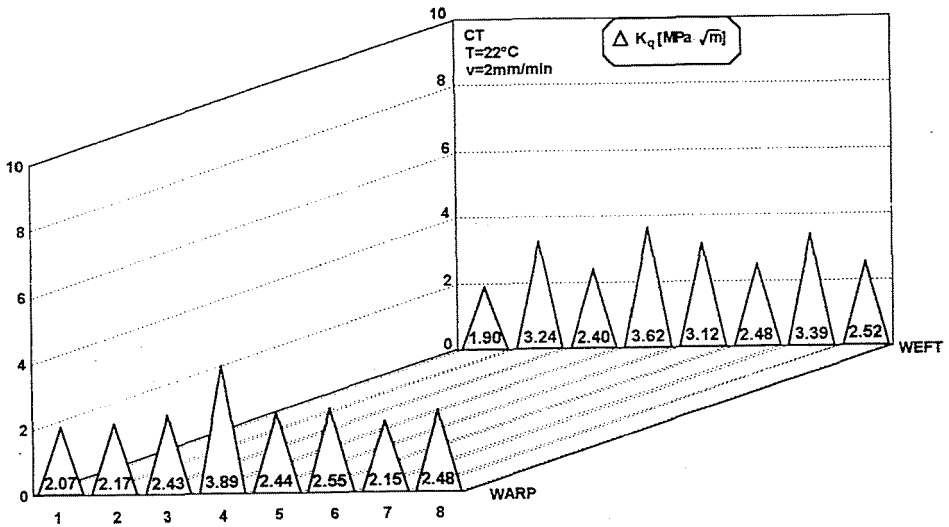 10
CT
T=22°C
v=2mm/min
△ Kq [MPa √m]
8
6
4
2
0
1.90 3.24 2.40 3.62 3.12 2.48 3.39 2.52
WEFT
10
8
6
4
2
0
2.07 2.17 2.43 3.89 2.44 2.55 2.15 2.48
WARP
1 2 3 4 5 6 7 8